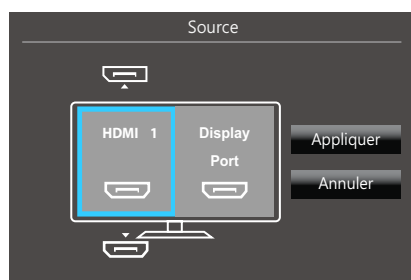 Source
HDMI 1
Display
Port
Appliquer
Annuler